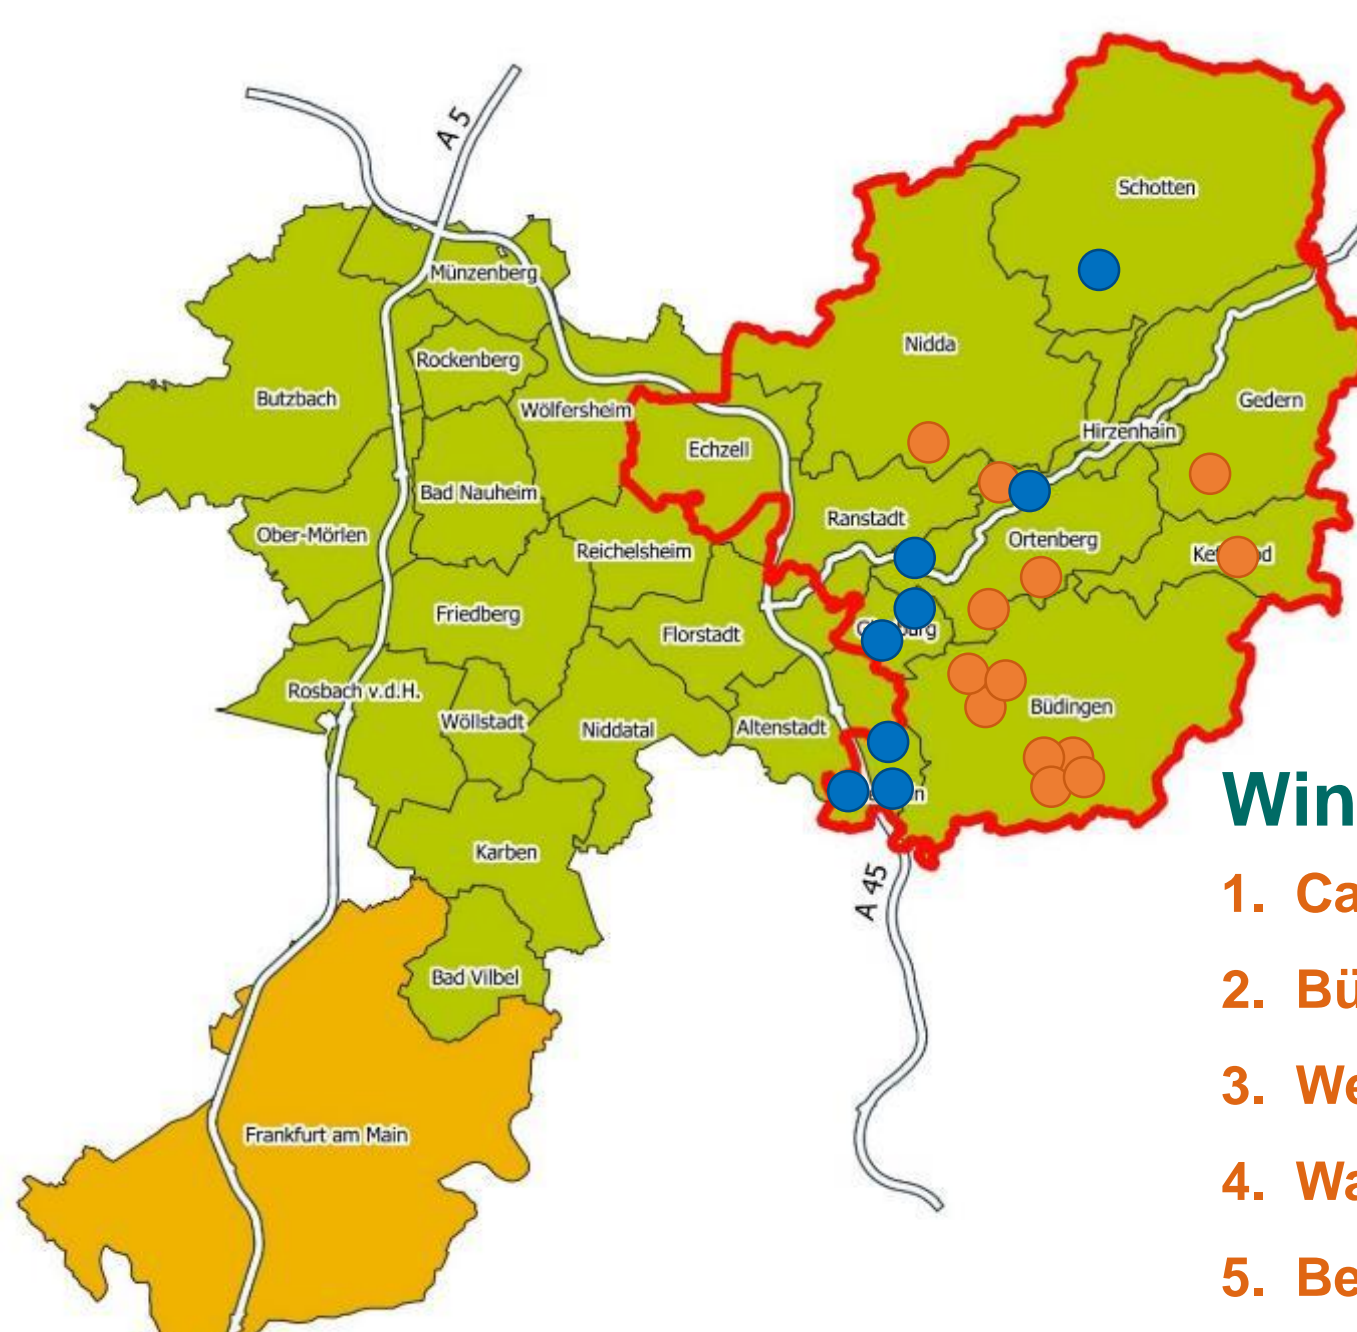 A 5
Schotten
Münzenberg
Nidda
Rockenberg
Butzbach
Wölfersheim
Gedern
Hirzenhain
Echzell
Bad Nauheim
Ranstadt
Ober-Mörlen
Reichelsheim
Ortenberg
Friedberg
Florstadt
Rosbach v.d.H.
Wöllstadt
Niddatal
Altenstadt
Büdingen
Win
Karben
A 45
1. Ca
Bad Vilbel
2. Bü
3. We
Frankfurt am Main
4. Wa
5. Be